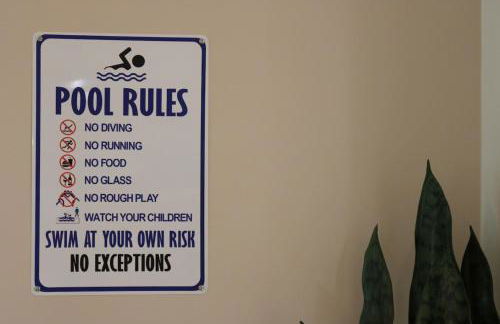 POOL RULES
NO DIVING
NO RUNNING
NO FOOD
NO GLASS
NO ROUGH PLAY
WATCH YOUR CHILDREN
SWIM AT YOUR OWN RISK
NO EXCEPTIONS